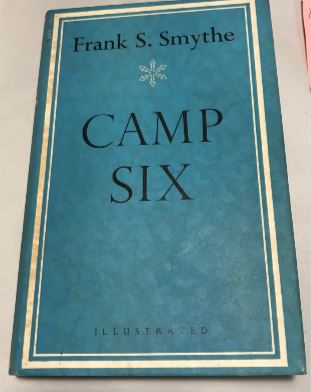 Frank S. Smythe
CAMP
SIX
ILLUSTRATED